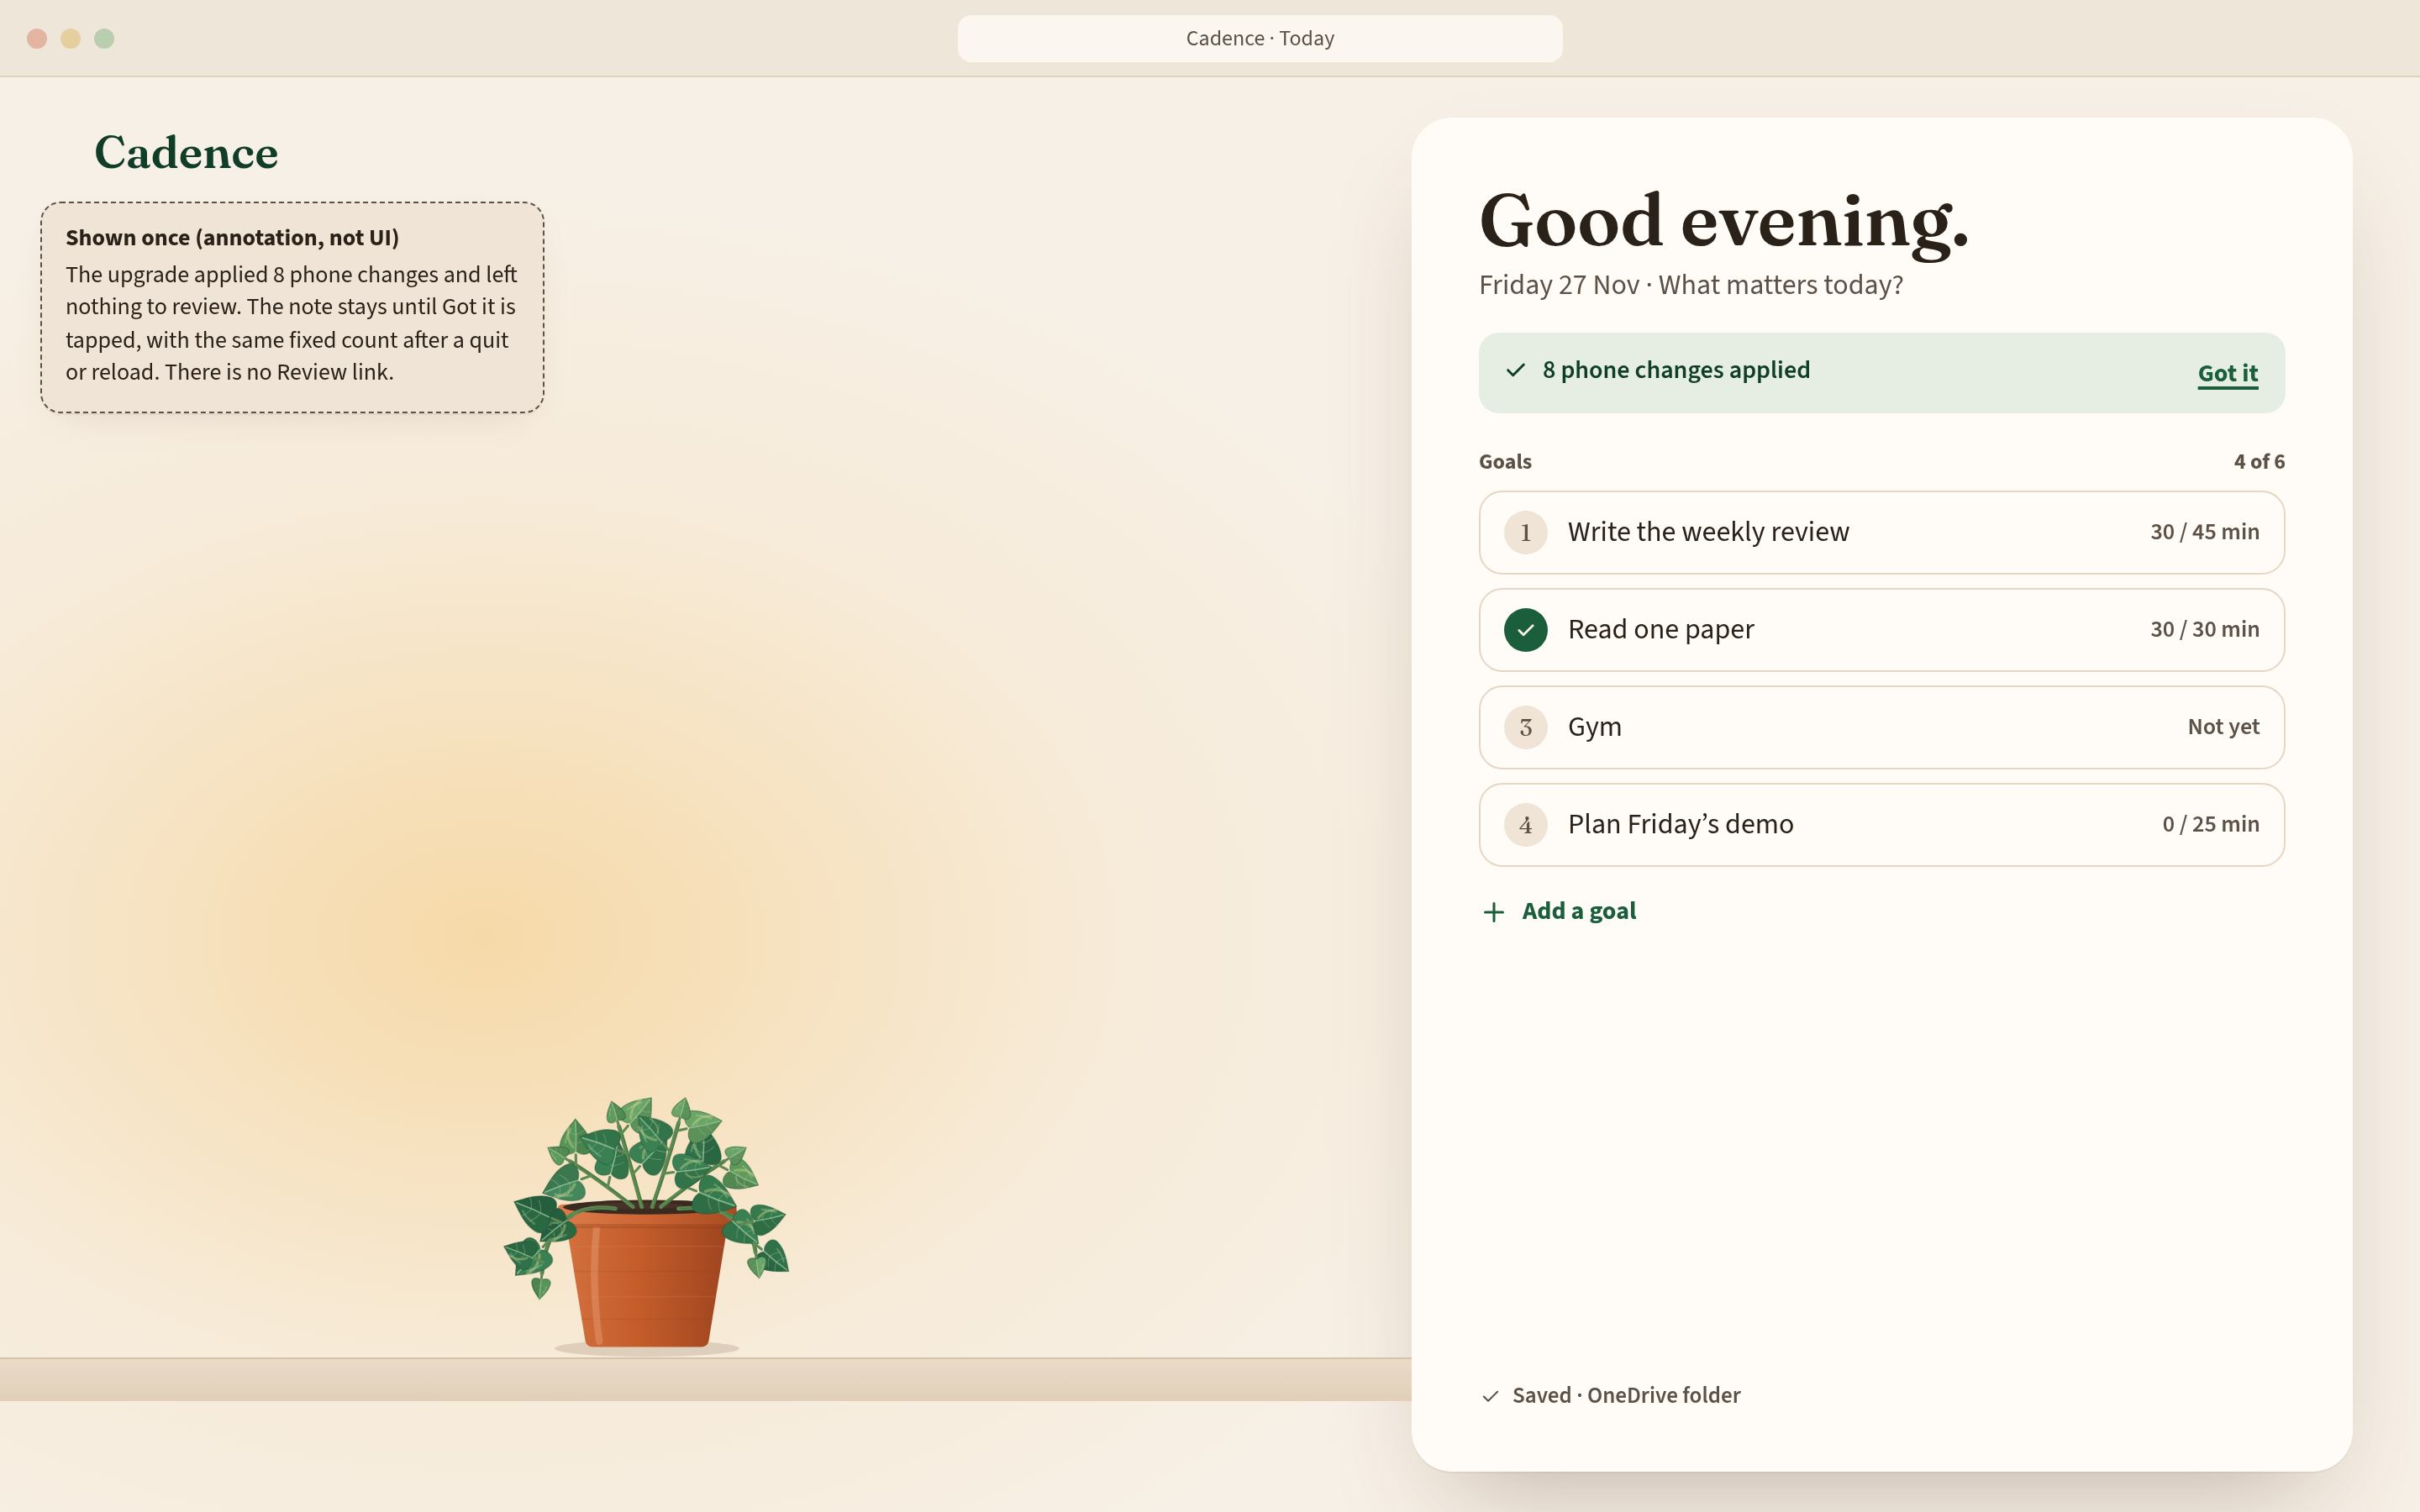 Cadence · Today
Cadence
Shown once (annotation, not UI)
The upgrade applied 8 phone changes and left
nothing to review. The note stays until Got it is
tapped, with the same fixed count after a quit
or reload. There is no Review link.
Good evening.
Friday 27 Nov · What matters today?
8 phone changes applied
Got it
Goals
4 of 6
1
Write the weekly review
30 / 45 min
Read one paper
30 / 30 min
3
Gym
Not yet
4
Plan Friday’s demo
0 / 25 min
Add a goal
Saved · OneDrive folder